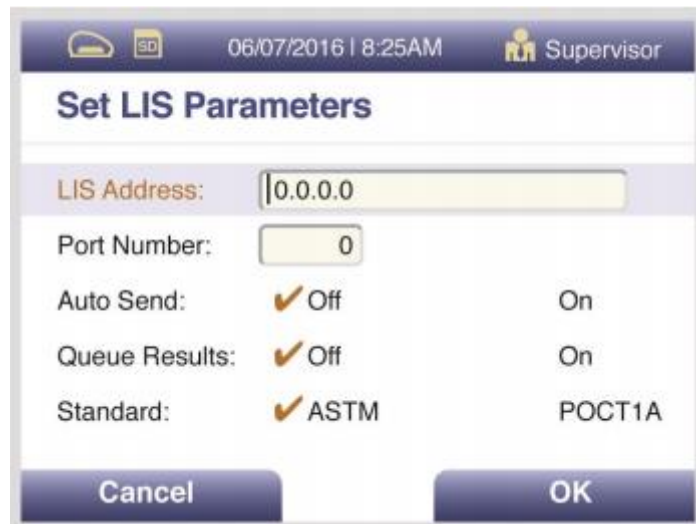 SD 06/07/2016 | 8:25AM Supervisor
Set LIS Parameters
LIS Address: 0.0.0.0
Port Number: 0
Auto Send: ✔ Off On
Queue Results: ✔ Off On
Standard: ✔ ASTM POCT1A
Cancel OK